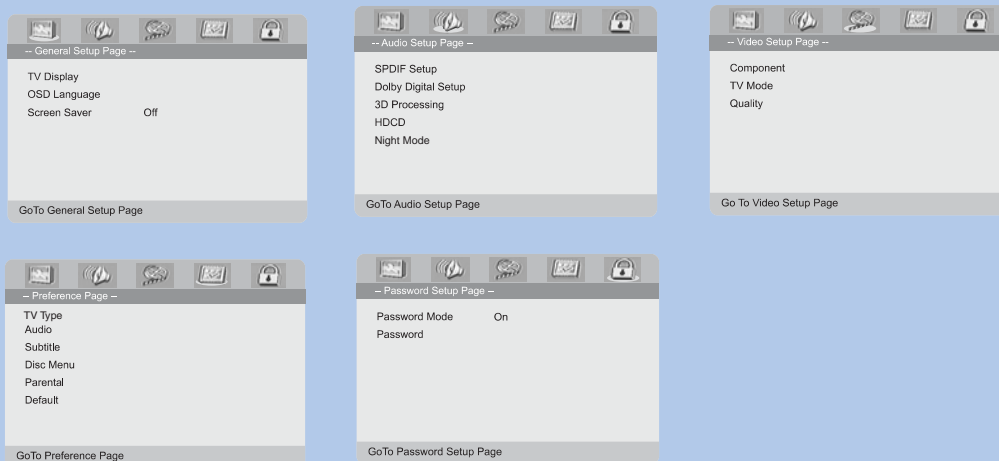 -- General Setup Page --
TV Display
OSD Language
Screen Saver Off
GoTo General Setup Page
-- Audio Setup Page --
SPDIF Setup
Dolby Digital Setup
3D Processing
HDCD
Night Mode
GoTo Audio Setup Page
-- Video Setup Page --
Component
TV Mode
Quality
Go To Video Setup Page
-- Preference Page --
TV Type
Audio
Subtitle
Disc Menu
Parental
Default
GoTo Preference Page
-- Password Setup Page --
Password Mode On
Password
GoTo Password Setup Page